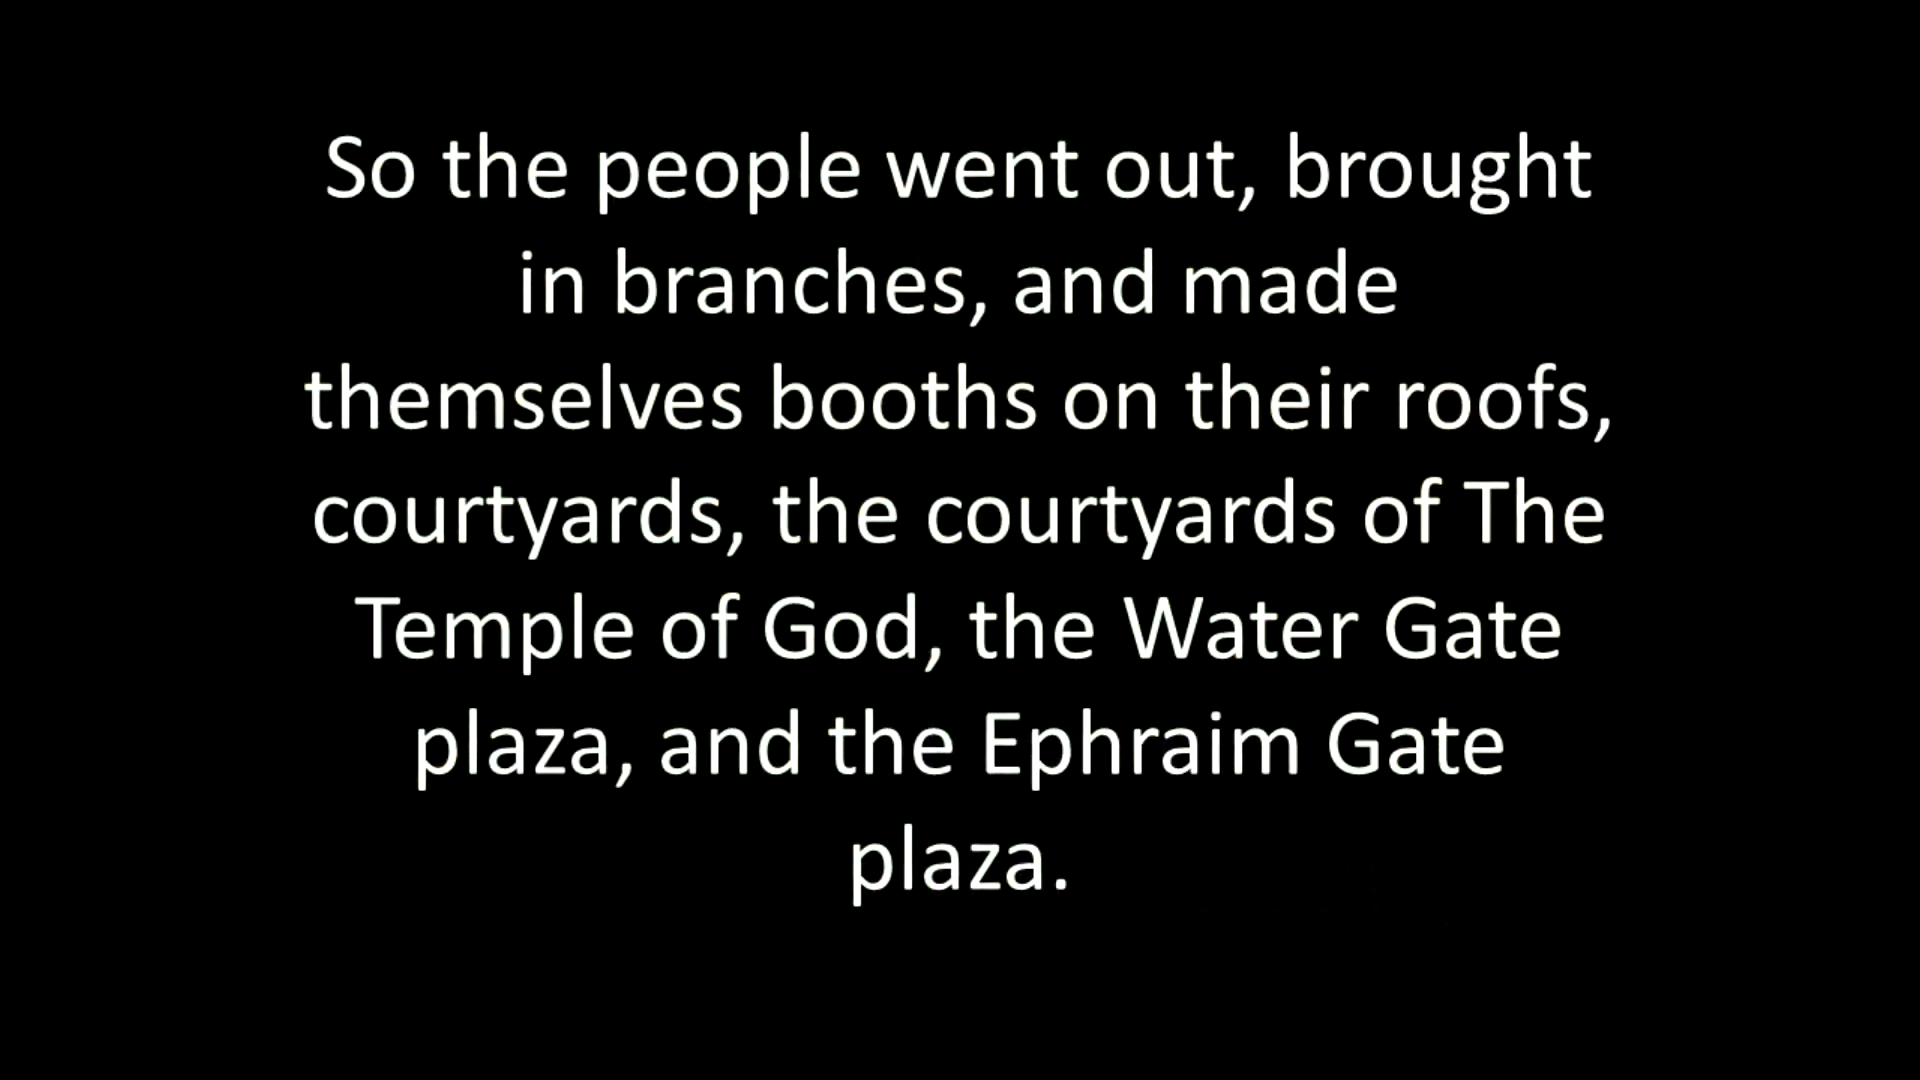 So the people went out, brought
in branches, and made
themselves booths on their roofs,
courtyards, the courtyards of The
Temple of God, the Water Gate
plaza, and the Ephraim Gate
plaza.